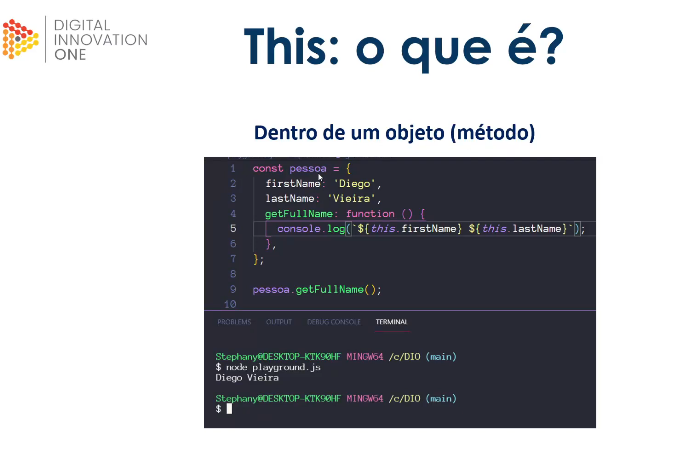 DIGITAL
INNOVATION
ONE
This: o que é?
Dentro de um objeto (método)
1 const pessoa = {
2 firstName: 'Diego',
3 lastName: 'Vieira',
4 getFullName: function () {
5 console.log(`${this.firstName} ${this.lastName}`);
6 },
7 };
8
9 pessoa.getFullName();
10
PROBLEMS OUTPUT DEBUG CONSOLE TERMINAL
Stephany@DESKTOP-KTK90HF MINGW64 /c/DIO (main)
$ node playground.js
Diego Vieira
Stephany@DESKTOP-KTK90HF MINGW64 /c/DIO (main)
$